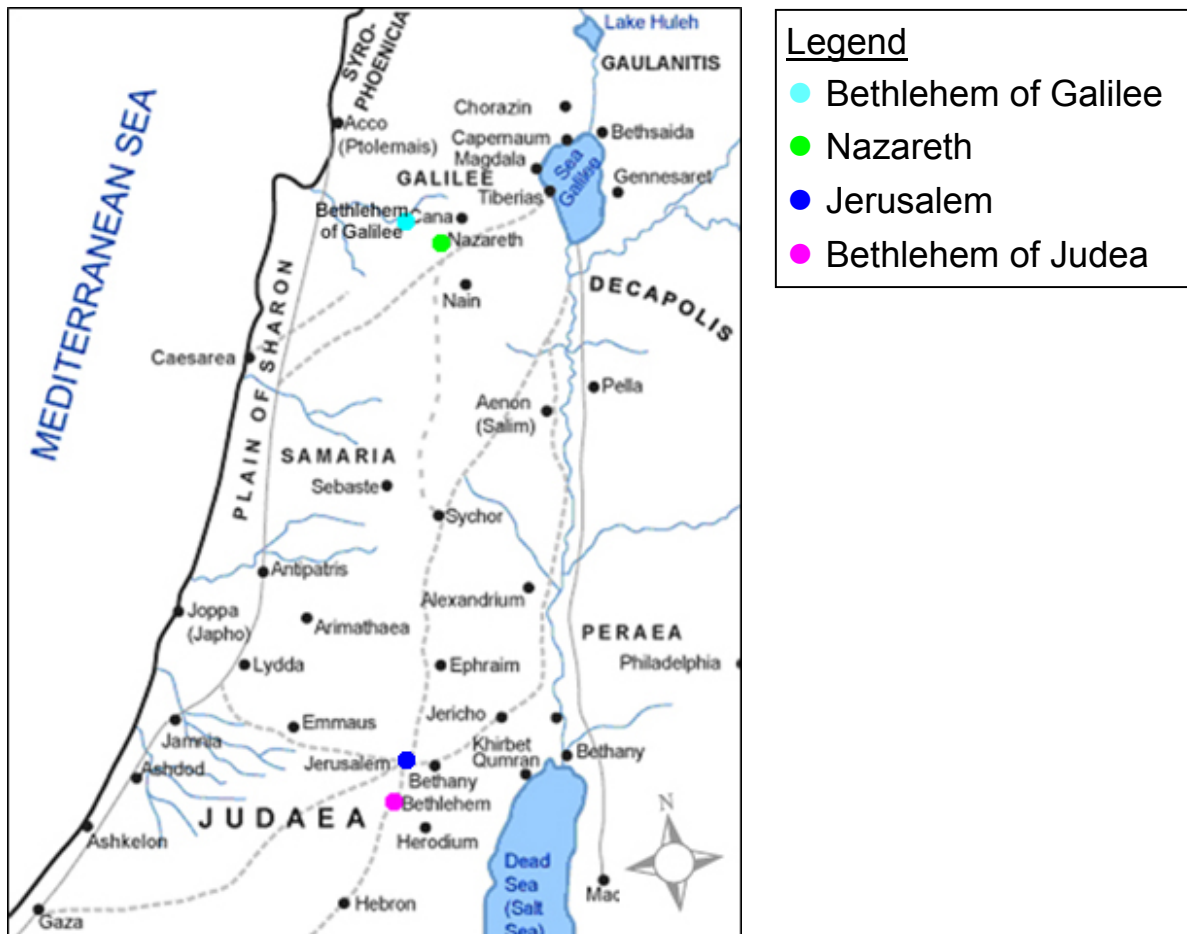 Lake Huleh
SYRO-
PHOENICIA
GAULANITIS
Chorazin
Acco
(Ptolemais)
Capernaum
Bethsaida
Magdala
Sea
Galilee
GALILEE
Gennesaret
Tiberias
Bethlehem
of Galilee
Cana
Nazareth
MEDITERRANEAN SEA
Nain
DECAPOLIS
Caesarea
PLAIN OF SHARON
Pella
Aenon
(Salim)
SAMARIA
Sebaste
Sychor
Antipatris
Alexandrium
Joppa
(Japho)
Arimathaea
PERAEA
Lydda
Ephraim
Philadelphia
Emmaus
Jericho
Jamnia
Khirbet
Qumran
Bethany
Jerusalem
Ashdod
Bethany
Bethlehem
JUDAEA
N
Ashkelon
Herodium
Dead
Sea
(Salt
Sea)
Mac
Hebron
Gaza
Legend
Bethlehem of Galilee
Nazareth
Jerusalem
Bethlehem of Judea